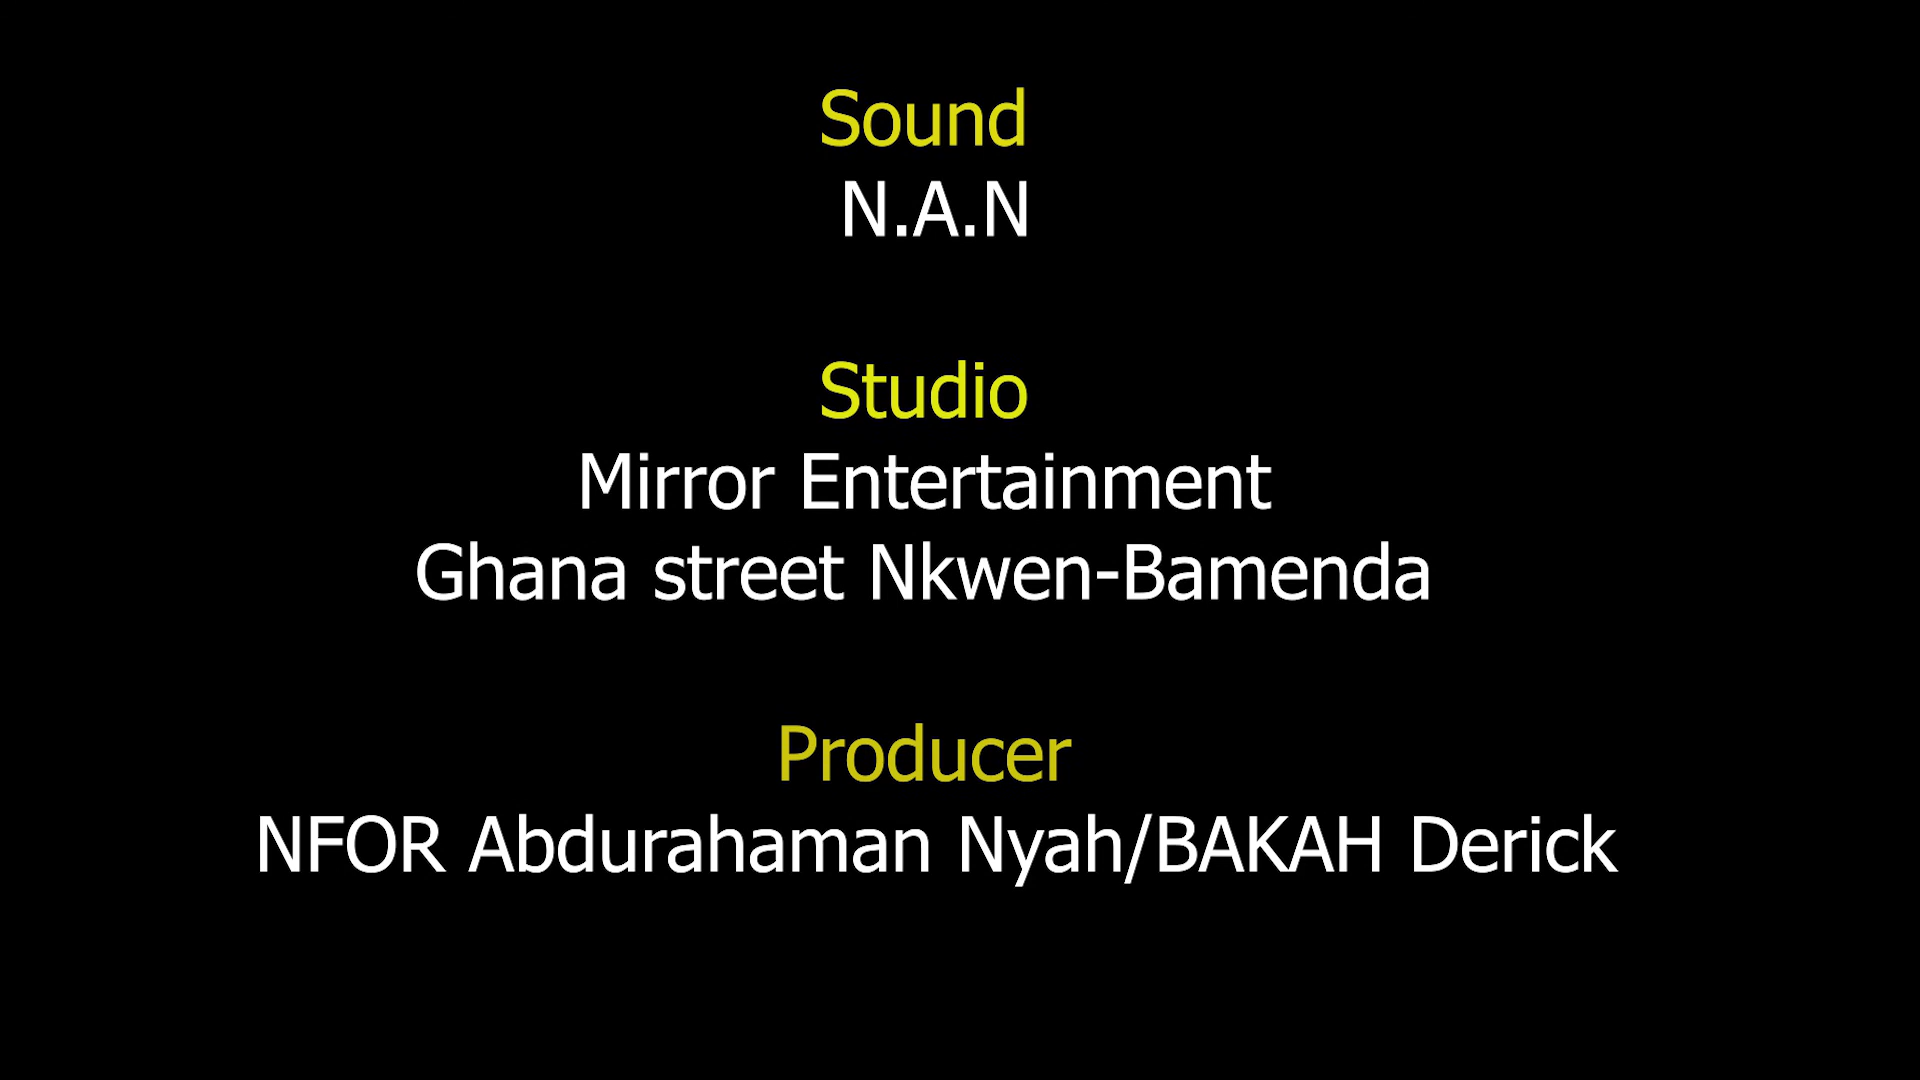 Sound
N.A.N
Studio
Mirror Entertainment
Ghana street Nkwen-Bamenda
Producer
NFOR Abdurahaman Nyah/BAKAH Derick